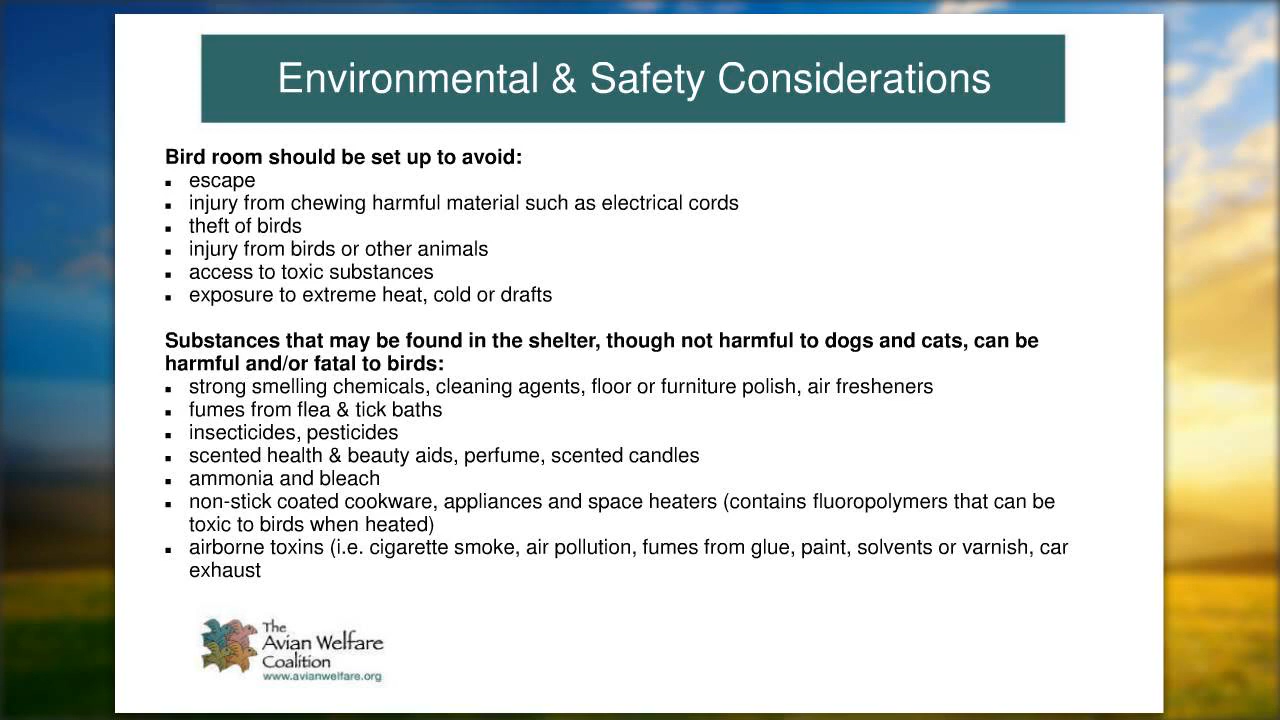 Environmental & Safety Considerations
Bird room should be set up to avoid:
▪ escape
▪ injury from chewing harmful material such as electrical cords
▪ theft of birds
▪ injury from birds or other animals
▪ access to toxic substances
▪ exposure to extreme heat, cold or drafts
Substances that may be found in the shelter, though not harmful to dogs and cats, can be
harmful and/or fatal to birds:
▪ strong smelling chemicals, cleaning agents, floor or furniture polish, air fresheners
▪ fumes from flea & tick baths
▪ insecticides, pesticides
▪ scented health & beauty aids, perfume, scented candles
▪ ammonia and bleach
▪ non-stick coated cookware, appliances and space heaters (contains fluoropolymers that can be
toxic to birds when heated)
▪ airborne toxins (i.e. cigarette smoke, air pollution, fumes from glue, paint, solvents or varnish, car
exhaust
The
Avian Welfare
Coalition
www.avianwelfare.org